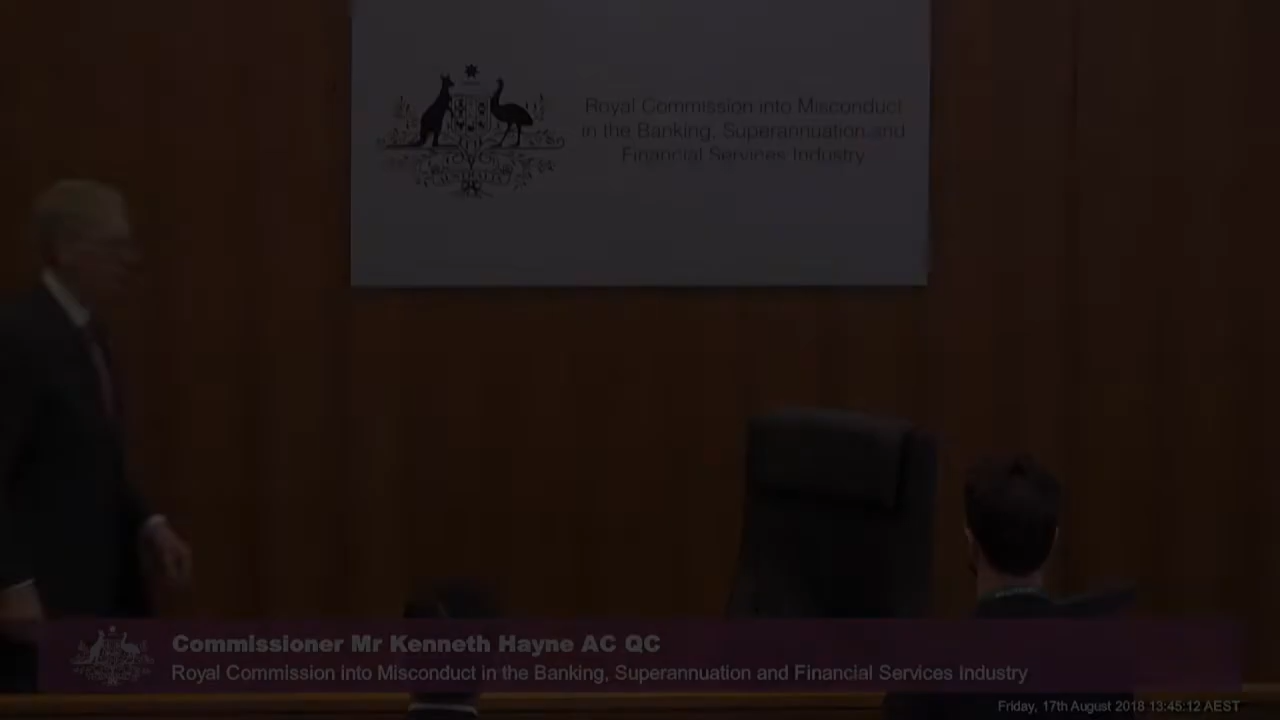 Royal Commission into Misconduct
in the Banking, Superannuation and
Financial Services Industry
AUSTRALIA
Commissioner Mr Kenneth Hayne AC QC
Royal Commission into Misconduct in the Banking, Superannuation and Financial Services Industry
Friday, 17th August 2018 13:45:12 AEST